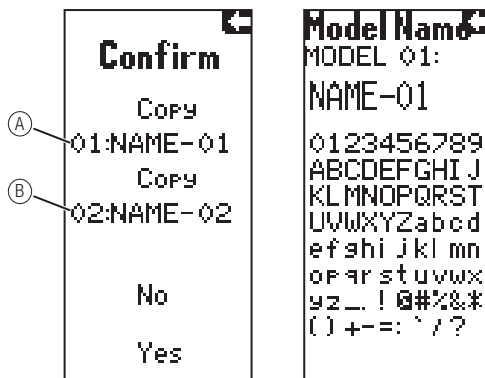 Confirm
Copy
01:NAME-01
Copy
02:NAME-02
No
Yes
A
B
Model Name
MODEL 01:
NAME-01
0123456789
ABCDEFGHIJ
KLMNOPQRST
UVWXYZabcd
efghijklmn
opqrstuvwx
yz_.!@#%&*
()+-=:`/?